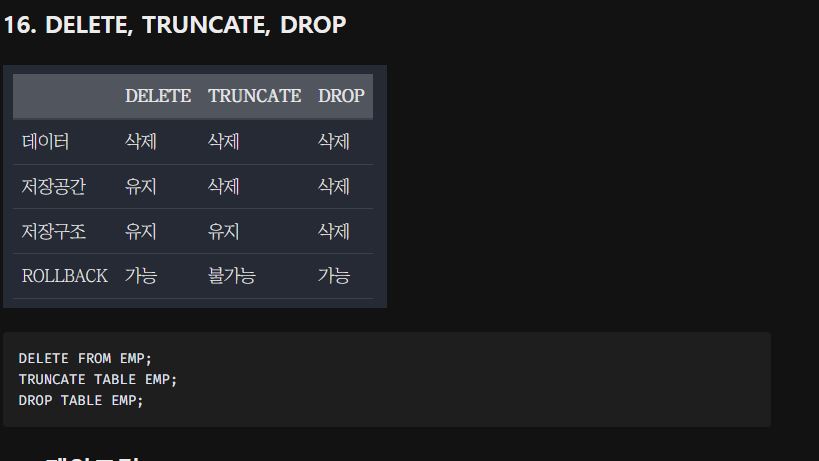 16. DELETE, TRUNCATE, DROP
DELETE TRUNCATE DROP
데이터 삭제 삭제 삭제
저장공간 유지 삭제 삭제
저장구조 유지 유지 삭제
ROLLBACK 가능 불가능 가능
DELETE FROM EMP;
TRUNCATE TABLE EMP;
DROP TABLE EMP;